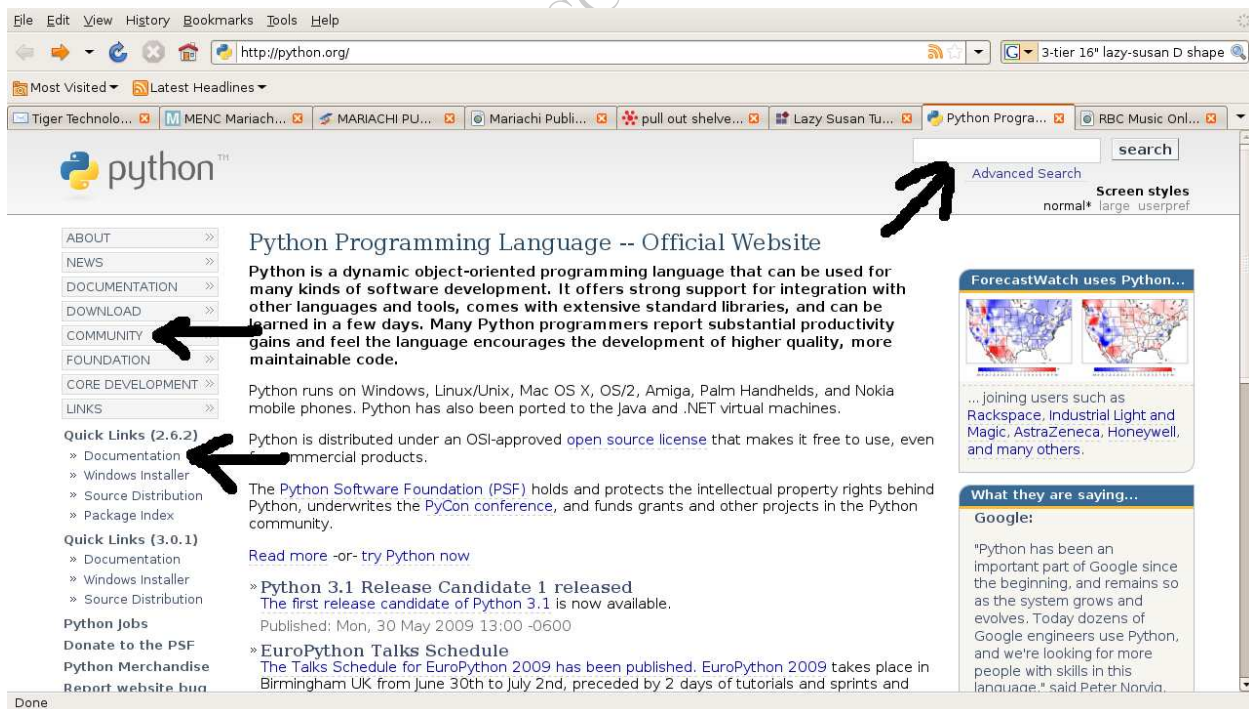 File Edit View History Bookmarks Tools Help
http://python.org/
3-tier 16" lazy-susan D shape
Most Visited Latest Headlines
Tiger Technolo... MENC Mariach... MARIACHI PU... Mariachi Publi... pull out shelve... Lazy Susan Tu... Python Progra... RBC Music Onl...
python™
search
Advanced Search
Screen styles
normal* large userpref
ABOUT »
NEWS »
DOCUMENTATION »
DOWNLOAD »
COMMUNITY »
FOUNDATION »
CORE DEVELOPMENT »
LINKS »
Quick Links (2.6.2)
» Documentation
» Windows Installer
» Source Distribution
» Package Index
Quick Links (3.0.1)
» Documentation
» Windows Installer
» Source Distribution
Python Jobs
Donate to the PSF
Python Merchandise
Report website bug
Python Programming Language -- Official Website
Python is a dynamic object-oriented programming language that can be used for
many kinds of software development. It offers strong support for integration with
other languages and tools, comes with extensive standard libraries, and can be
learned in a few days. Many Python programmers report substantial productivity
gains and feel the language encourages the development of higher quality, more
maintainable code.
Python runs on Windows, Linux/Unix, Mac OS X, OS/2, Amiga, Palm Handhelds, and Nokia
mobile phones. Python has also been ported to the Java and .NET virtual machines.
Python is distributed under an OSI-approved open source license that makes it free to use, even
commercial products.
The Python Software Foundation (PSF) holds and protects the intellectual property rights behind
Python, underwrites the PyCon conference, and funds grants and other projects in the Python
community.
Read more -or- try Python now
» Python 3.1 Release Candidate 1 released
The first release candidate of Python 3.1 is now available.
Published: Mon, 30 May 2009 13:00 -0600
» EuroPython Talks Schedule
The Talks Schedule for EuroPython 2009 has been published. EuroPython 2009 takes place in
Birmingham UK from June 30th to July 2nd, preceded by 2 days of tutorials and sprints and
ForecastWatch uses Python...
... joining users such as
Rackspace, Industrial Light and
Magic, AstraZeneca, Honeywell,
and many others.
What they are saying...
Google:
"Python has been an
important part of Google since
the beginning, and remains so
as the system grows and
evolves. Today dozens of
Google engineers use Python,
and we're looking for more
people with skills in this
language." said Peter Norvig,
Done